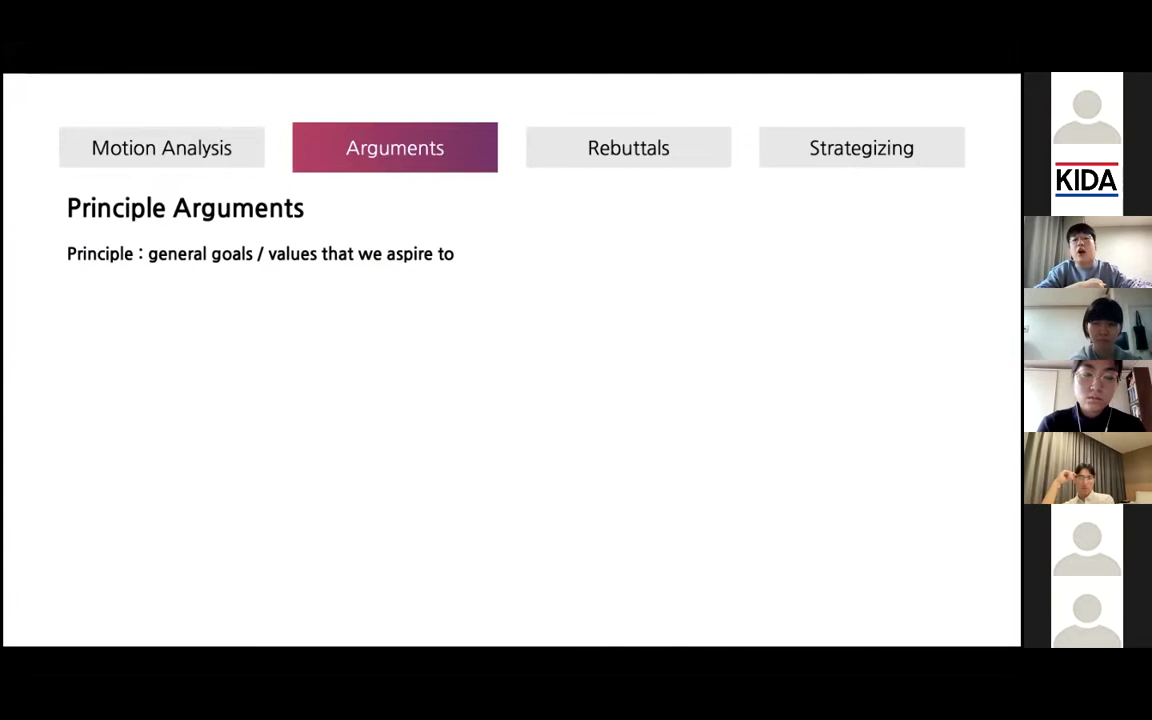 Motion Analysis
Arguments
Rebuttals
Strategizing
Principle Arguments
Principle : general goals / values that we aspire to
KIDA